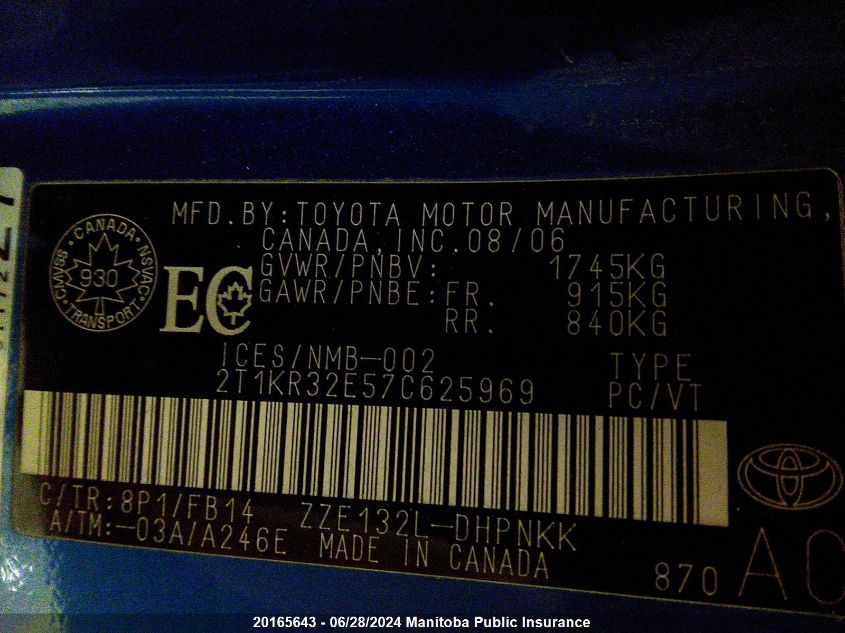 MFD.BY:TOYOTA MOTOR MANUFACTURING,
CANADA,INC.08/06
GVWR/PNBV: 1745KG
GAWR/PNBE:FR. 915KG
RR. 840KG
CANADA NSVAC
930
TRANSPORT CMVSS
EC
ICES/NMB-002 TYPE
2T1KR32E57C625969 PC/VT
C/TR:8P1/FB14 ZZE132L-DHPNKK
A/TM:-03A/A246E MADE IN CANADA
870 AC
20165643 - 06/28/2024 Manitoba Public Insurance